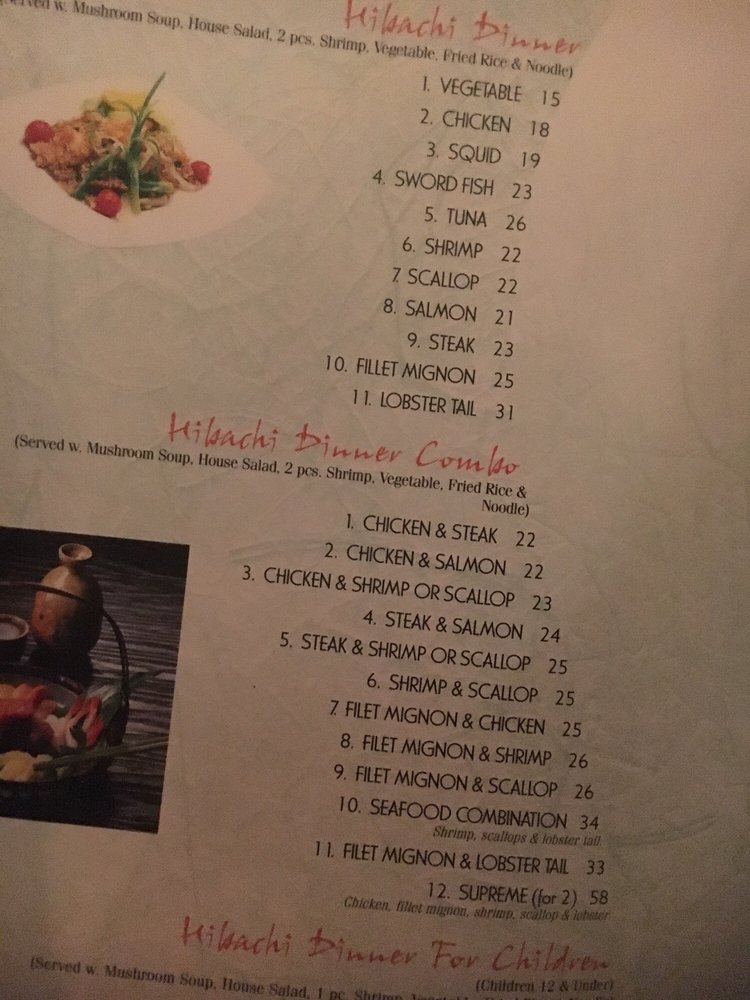 Hibachi Dinner
(Served w. Mushroom Soup, House Salad, 2 pcs. Shrimp, Vegetable, Fried Rice & Noodle)
1. VEGETABLE 15
2. CHICKEN 18
3. SQUID 19
4. SWORD FISH 23
5. TUNA 26
6. SHRIMP 22
7. SCALLOP 22
8. SALMON 21
9. STEAK 23
10. FILLET MIGNON 25
11. LOBSTER TAIL 31
Hibachi Dinner Combo
(Served w. Mushroom Soup, House Salad, 2 pcs. Shrimp, Vegetable, Fried Rice &
Noodle)
1. CHICKEN & STEAK 22
2. CHICKEN & SALMON 22
3. CHICKEN & SHRIMP OR SCALLOP 23
4. STEAK & SALMON 24
5. STEAK & SHRIMP OR SCALLOP 25
6. SHRIMP & SCALLOP 25
7. FILET MIGNON & CHICKEN 25
8. FILET MIGNON & SHRIMP 26
9. FILET MIGNON & SCALLOP 26
10. SEAFOOD COMBINATION 34
Shrimp, scallops & lobster tail
11. FILET MIGNON & LOBSTER TAIL 33
12. SUPREME (for 2) 58
Chicken, fillet mignon, shrimp, scallop & lobster
Hibachi Dinner For Children
(Children 12 & Under)
(Served w. Mushroom Soup, House Salad, 1 pc. Shrimp, Vegetable,